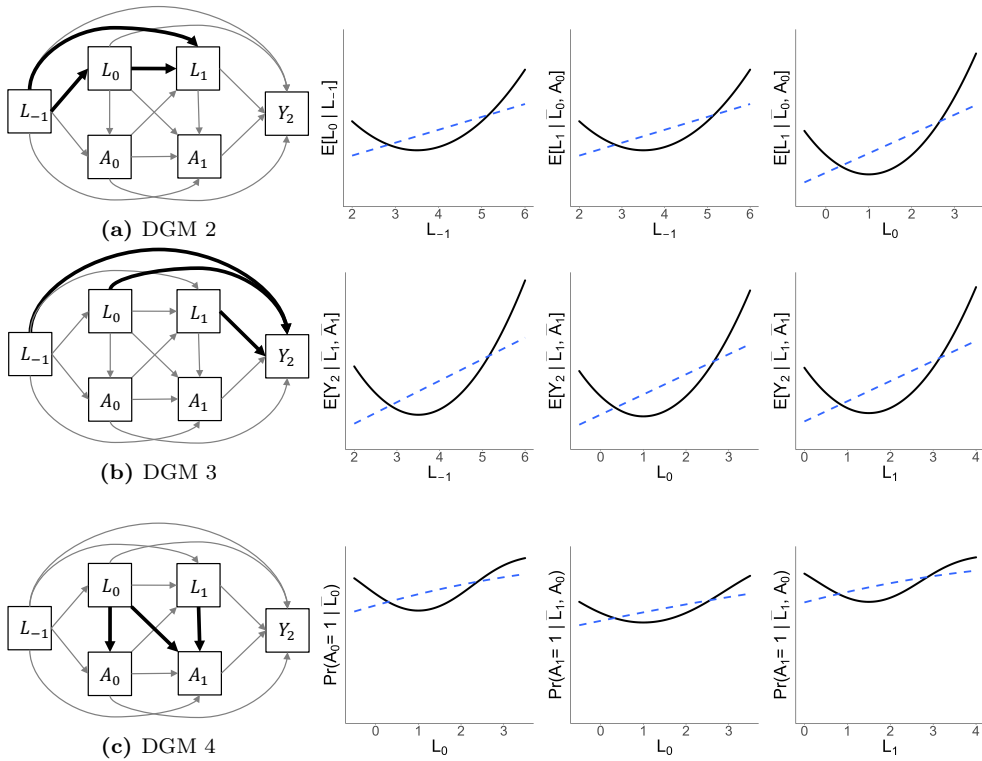 L₋₁
L₀
L₁
A₀
A₁
Y₂
(a) DGM 2
E[L₀ | L₋₁]
2 3 4 5 6
L₋₁
E[L₁ | L̅₀, A₀]
2 3 4 5 6
L₋₁
E[L₁ | L̅₀, A₀]
0 1 2 3
L₀
L₋₁
L₀
L₁
A₀
A₁
Y₂
(b) DGM 3
E[Y₂ | L̅₁, A̅₁]
2 3 4 5 6
L₋₁
E[Y₂ | L̅₁, A̅₁]
0 1 2 3
L₀
E[Y₂ | L̅₁, A̅₁]
0 1 2 3 4
L₁
L₋₁
L₀
L₁
A₀
A₁
Y₂
(c) DGM 4
Pr(A₀= 1 | L̅₀)
0 1 2 3
L₀
Pr(A₁= 1 | L̅₁, A₀)
0 1 2 3
L₀
Pr(A₁= 1 | L̅₁, A₀)
0 1 2 3 4
L₁